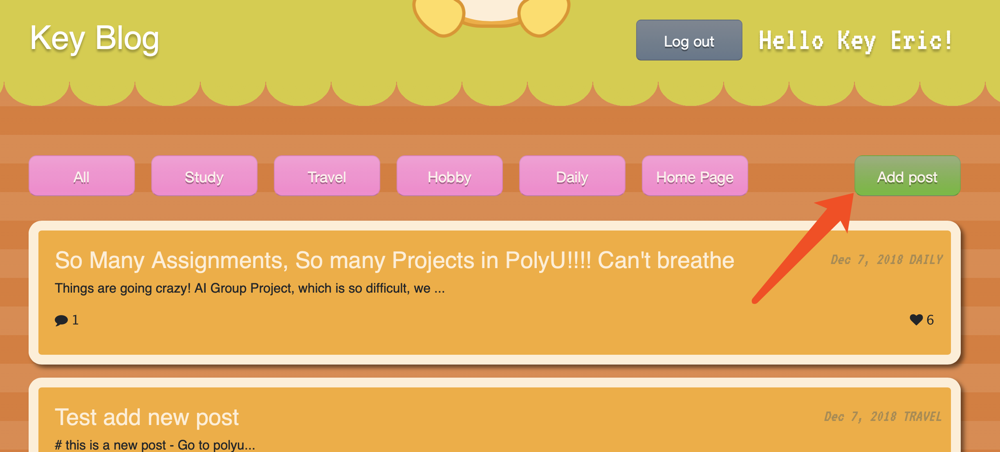 Key Blog
Log out
Hello Key Eric!
All
Study
Travel
Hobby
Daily
Home Page
Add post
So Many Assignments, So many Projects in PolyU!!!! Can't breathe
Dec 7, 2018 DAILY
Things are going crazy! AI Group Project, which is so difficult, we ...
1
6
Test add new post
Dec 7, 2018 TRAVEL
# this is a new post - Go to polyu...